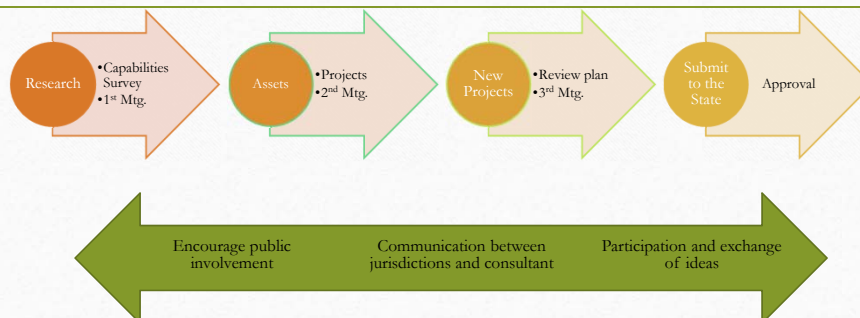 Research
•Capabilities
Survey
•1st Mtg.
Assets
•Projects
•2nd Mtg.
New
Projects
•Review plan
•3rd Mtg.
Submit
to the
State
Approval
Encourage public
involvement
Communication between
jurisdictions and consultant
Participation and exchange
of ideas